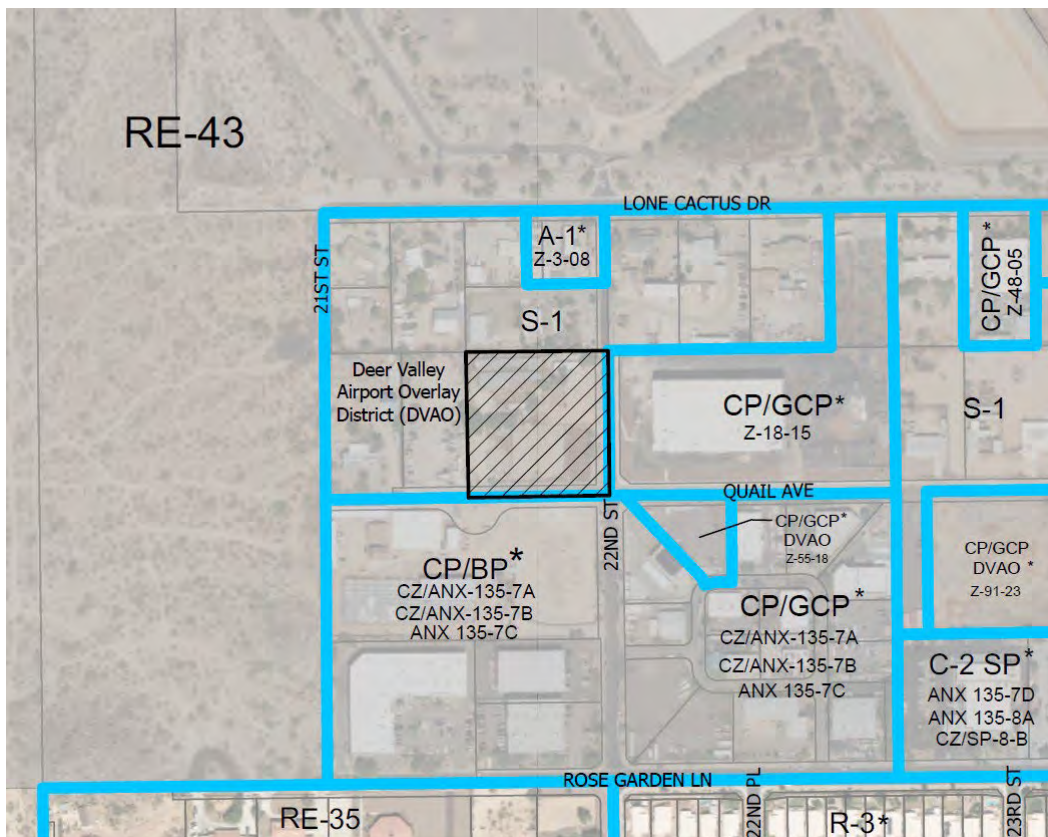 RE-43
LONE CACTUS DR
21ST ST
A-1*
Z-3-08
CP/GCP*
Z-48-05
S-1
Deer Valley
Airport Overlay
District (DVAO)
CP/GCP*
Z-18-15
S-1
QUAIL AVE
22ND ST
CP/GCP*
DVAO
Z-55-18
CP/GCP
DVAO *
Z-91-23
CP/BP*
CZ/ANX-135-7A
CZ/ANX-135-7B
ANX 135-7C
CP/GCP*
CZ/ANX-135-7A
CZ/ANX-135-7B
ANX 135-7C
C-2 SP*
ANX 135-7D
ANX 135-8A
CZ/SP-8-B
ROSE GARDEN LN
22ND PL
23RD ST
RE-35
R-3*